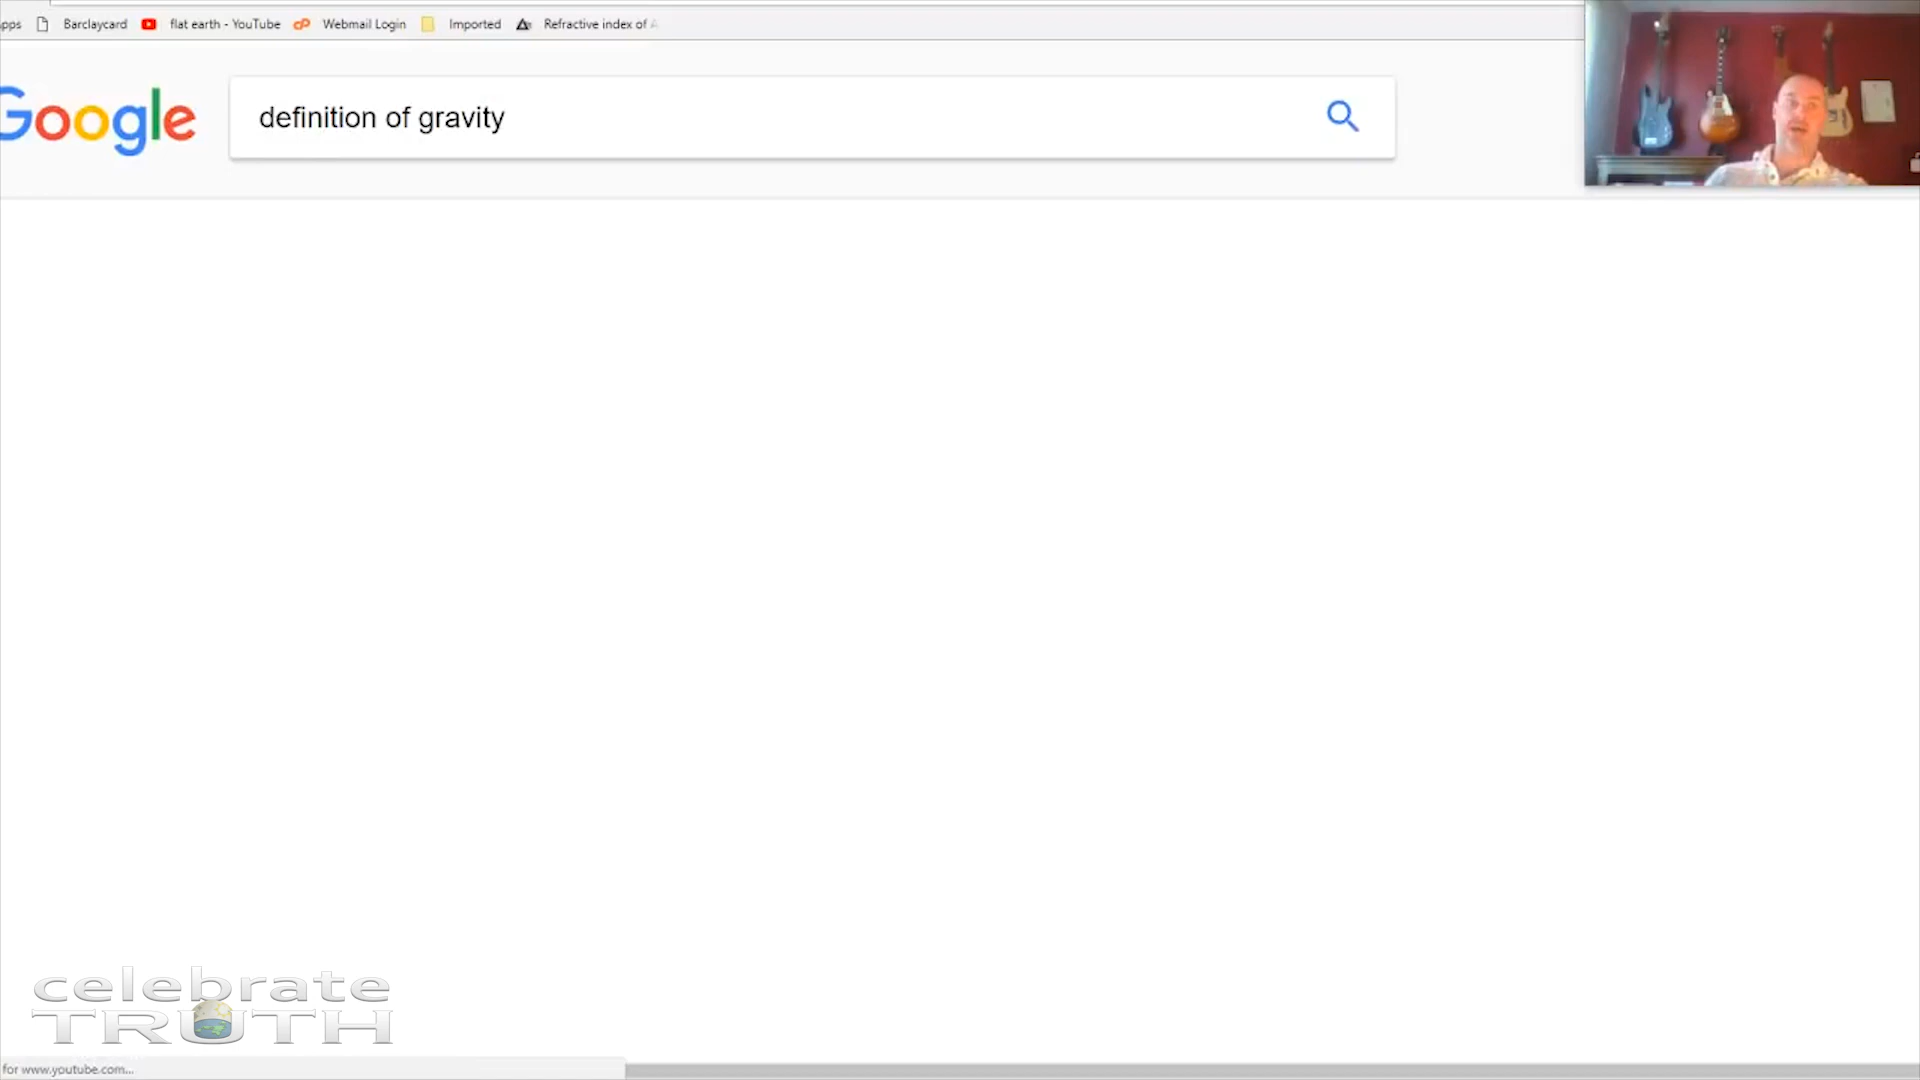 pps Barclaycard flat earth - YouTube Webmail Login Imported Refractive index of
Google definition of gravity
celebrate
TRUTH
for www.youtube.com...